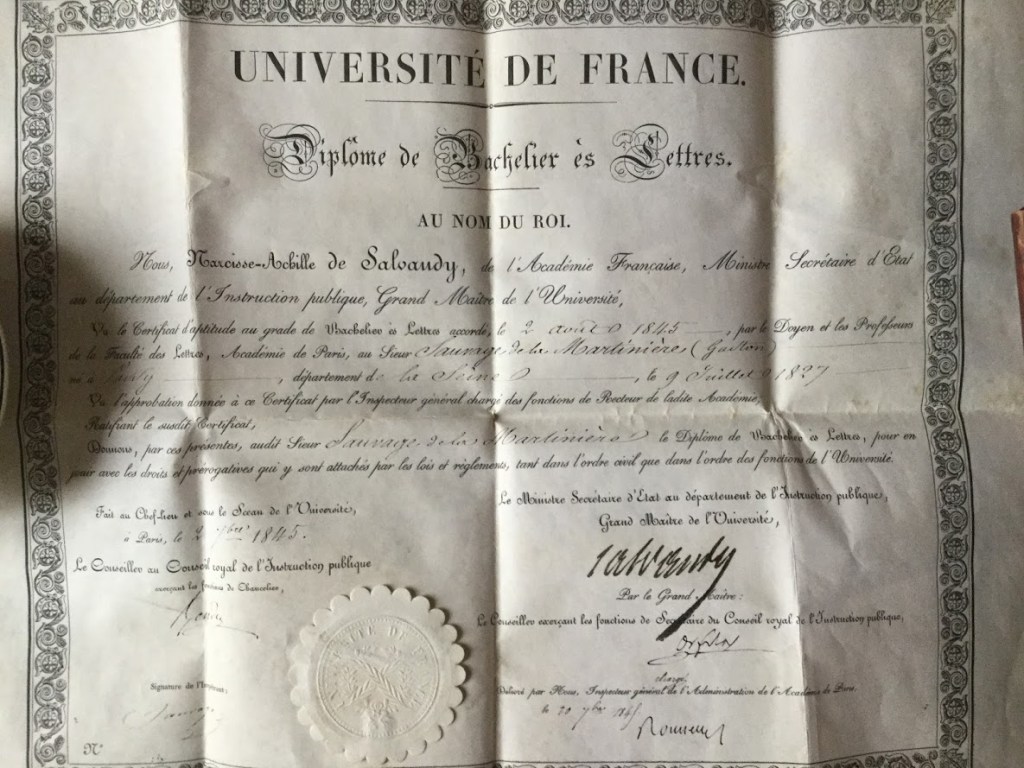 UNIVERSITÉ DE FRANCE.
Diplôme de Bachelier ès Lettres.
AU NOM DU ROI.
Nous, Narcisse-Achille de Salvandy, de l'Académie Française, Ministre Secrétaire d'État
au département de l'Instruction publique, Grand Maître de l'Université,
Vu le Certificat d'aptitude au grade de Bachelier ès Lettres accordé, le 2 août 1845, par le Doyen et les Professeurs
de la Faculté des Lettres, Académie de Paris, au Sieur Sauvage de la Martinière (Gaston)
né à, département de la Seine, le 9 Juillet 1827
Vu l'approbation donnée à ce Certificat par l'Inspecteur général chargé des fonctions de Recteur de ladite Académie,
Ratifiant le susdit Certificat,
Donnons, par ces présentes, audit Sieur Sauvage de la Martinière le Diplôme de Bachelier ès Lettres, pour en
jouir avec les droits et prérogatives qui y sont attachés par les lois et règlements, tant dans l'ordre civil que dans l'ordre des fonctions de l'Université.
Fait au Chef-lieu et sous le Sceau de l'Université,
à Paris, le 2 7bre 1845.
Le Conseiller au Conseil royal de l'Instruction publique
exerçant les fonctions de Chancelier,
Signature de l'Impétrant:
Sauvage
N°
UNIVERSITÉ DE FRANCE
Le Ministre Secrétaire d'État au département de l'Instruction publique,
Grand Maître de l'Université,
Salvandy
Par le Grand Maître:
Le Conseiller exerçant les fonctions de Secrétaire du Conseil royal de l'Instruction publique,
chargé
Délivré par Nous, Inspecteur général de l'Administration de l'Académie de Paris.
le 20 7bre 1845